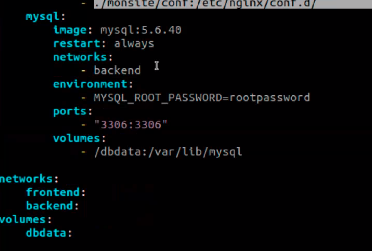 - ./monsite/conf:/etc/nginx/conf.d/
mysql:
image: mysql:5.6.40
restart: always
networks:
- backend
environment:
- MYSQL_ROOT_PASSWORD=rootpassword
ports:
- "3306:3306"
volumes:
- /dbdata:/var/lib/mysql
networks:
frontend:
backend:
volumes:
dbdata: